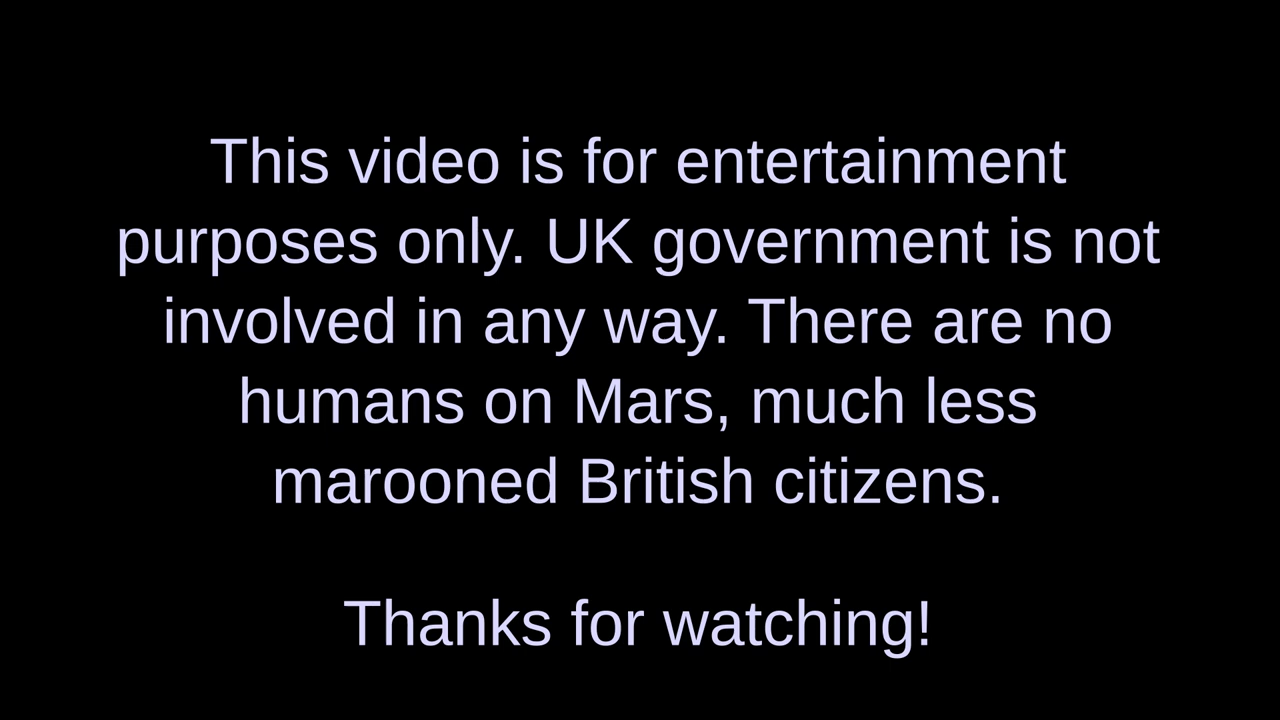 This video is for entertainment
purposes only. UK government is not
involved in any way. There are no
humans on Mars, much less
marooned British citizens.
Thanks for watching!